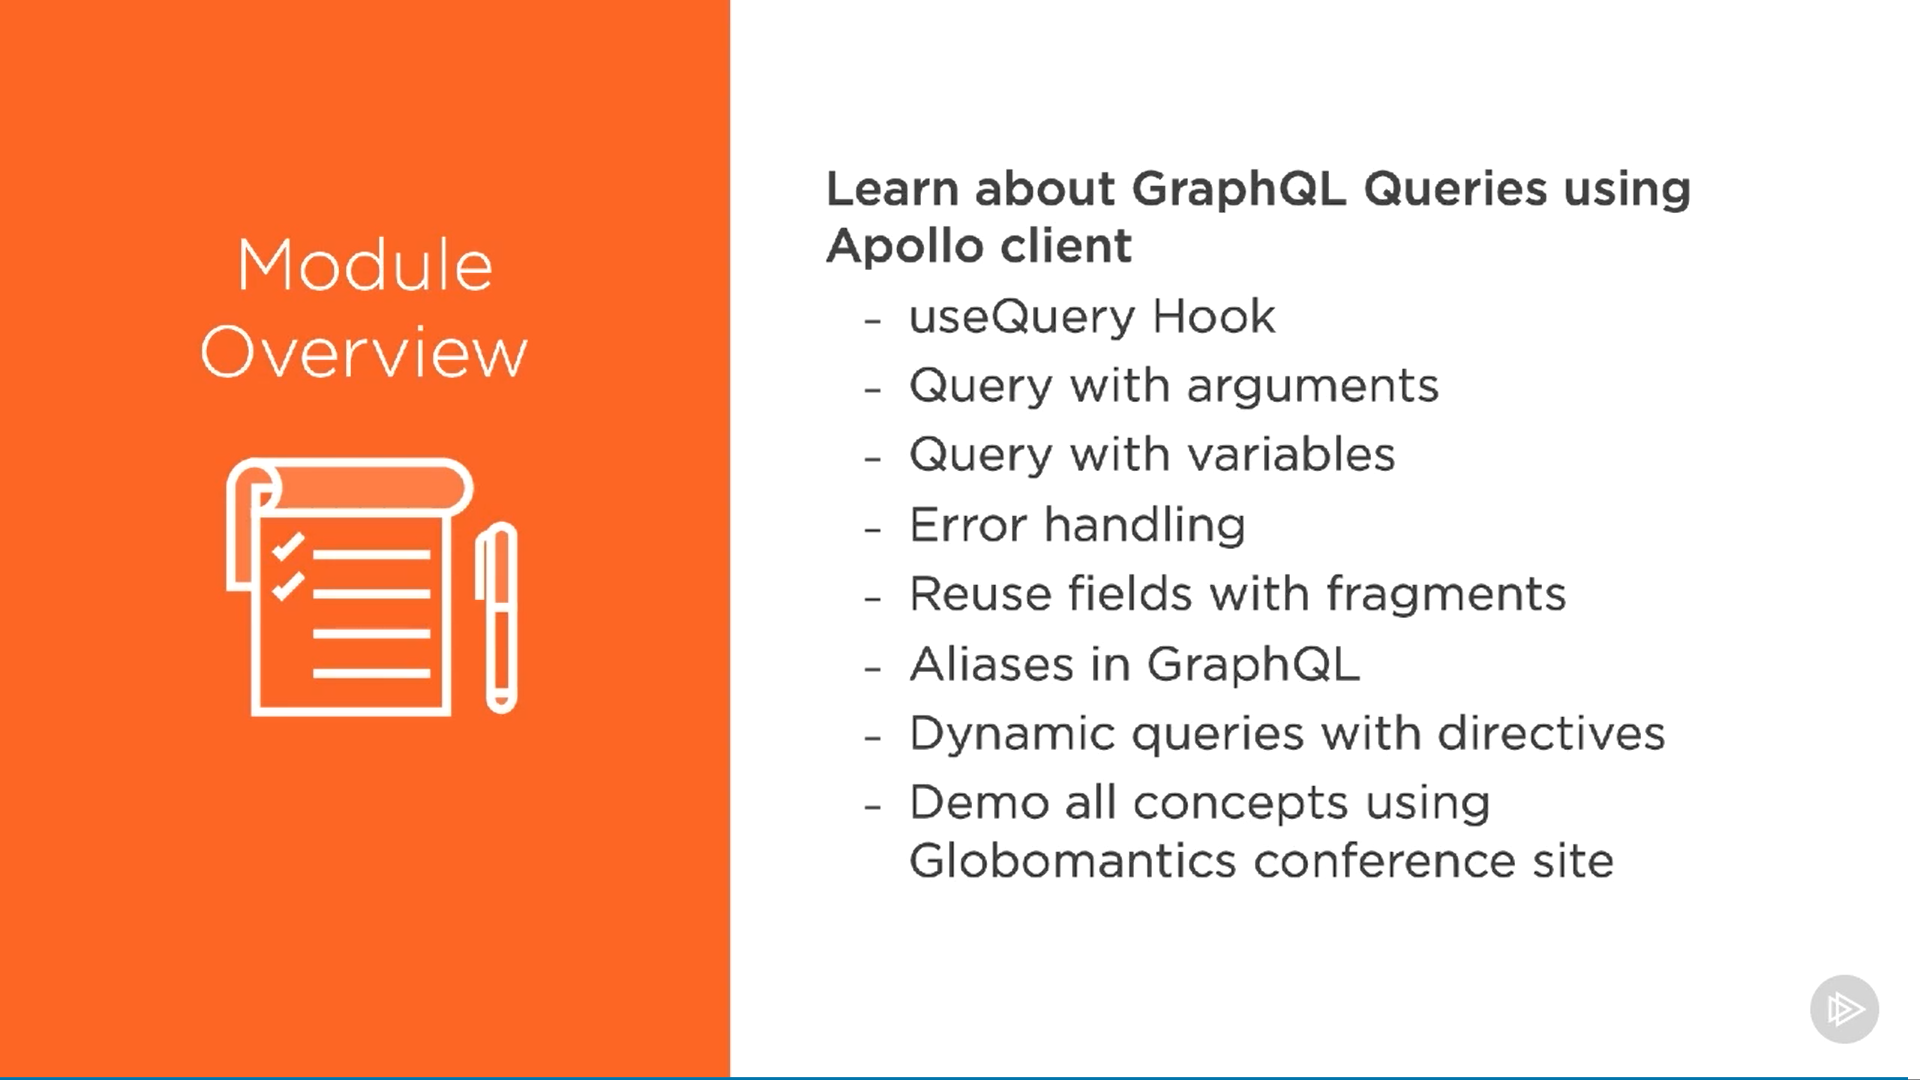 Module
Overview
Learn about GraphQL Queries using
Apollo client
- useQuery Hook
- Query with arguments
- Query with variables
- Error handling
- Reuse fields with fragments
- Aliases in GraphQL
- Dynamic queries with directives
- Demo all concepts using
Globomantics conference site